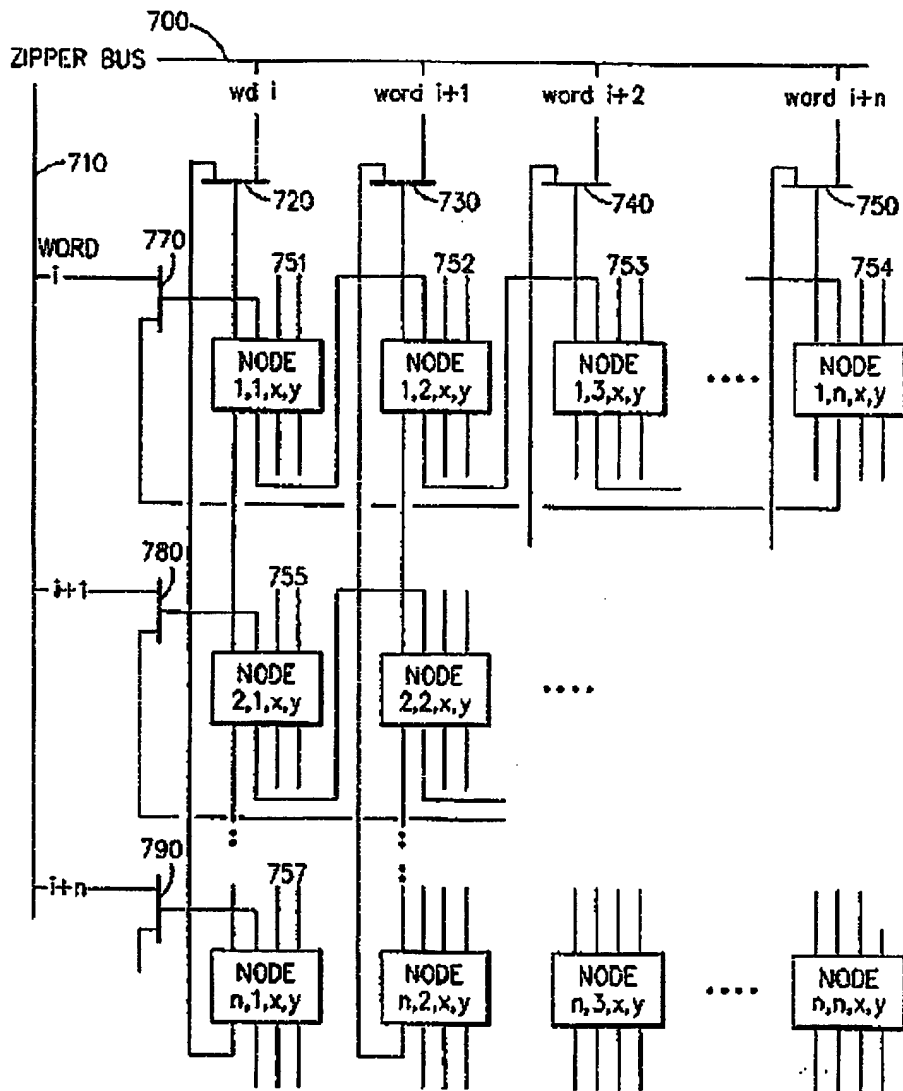 700
ZIPPER BUS
wd i
word i+1
word i+2
word i+n
710
720
730
740
750
WORD
770
i
751
752
753
754
NODE
1,1,x,y
NODE
1,2,x,y
NODE
1,3,x,y
....
NODE
1,n,x,y
780
i+1
755
NODE
2,1,x,y
NODE
2,2,x,y
....
790
i+n
757
NODE
n,1,x,y
NODE
n,2,x,y
NODE
n,3,x,y
....
NODE
n,n,x,y